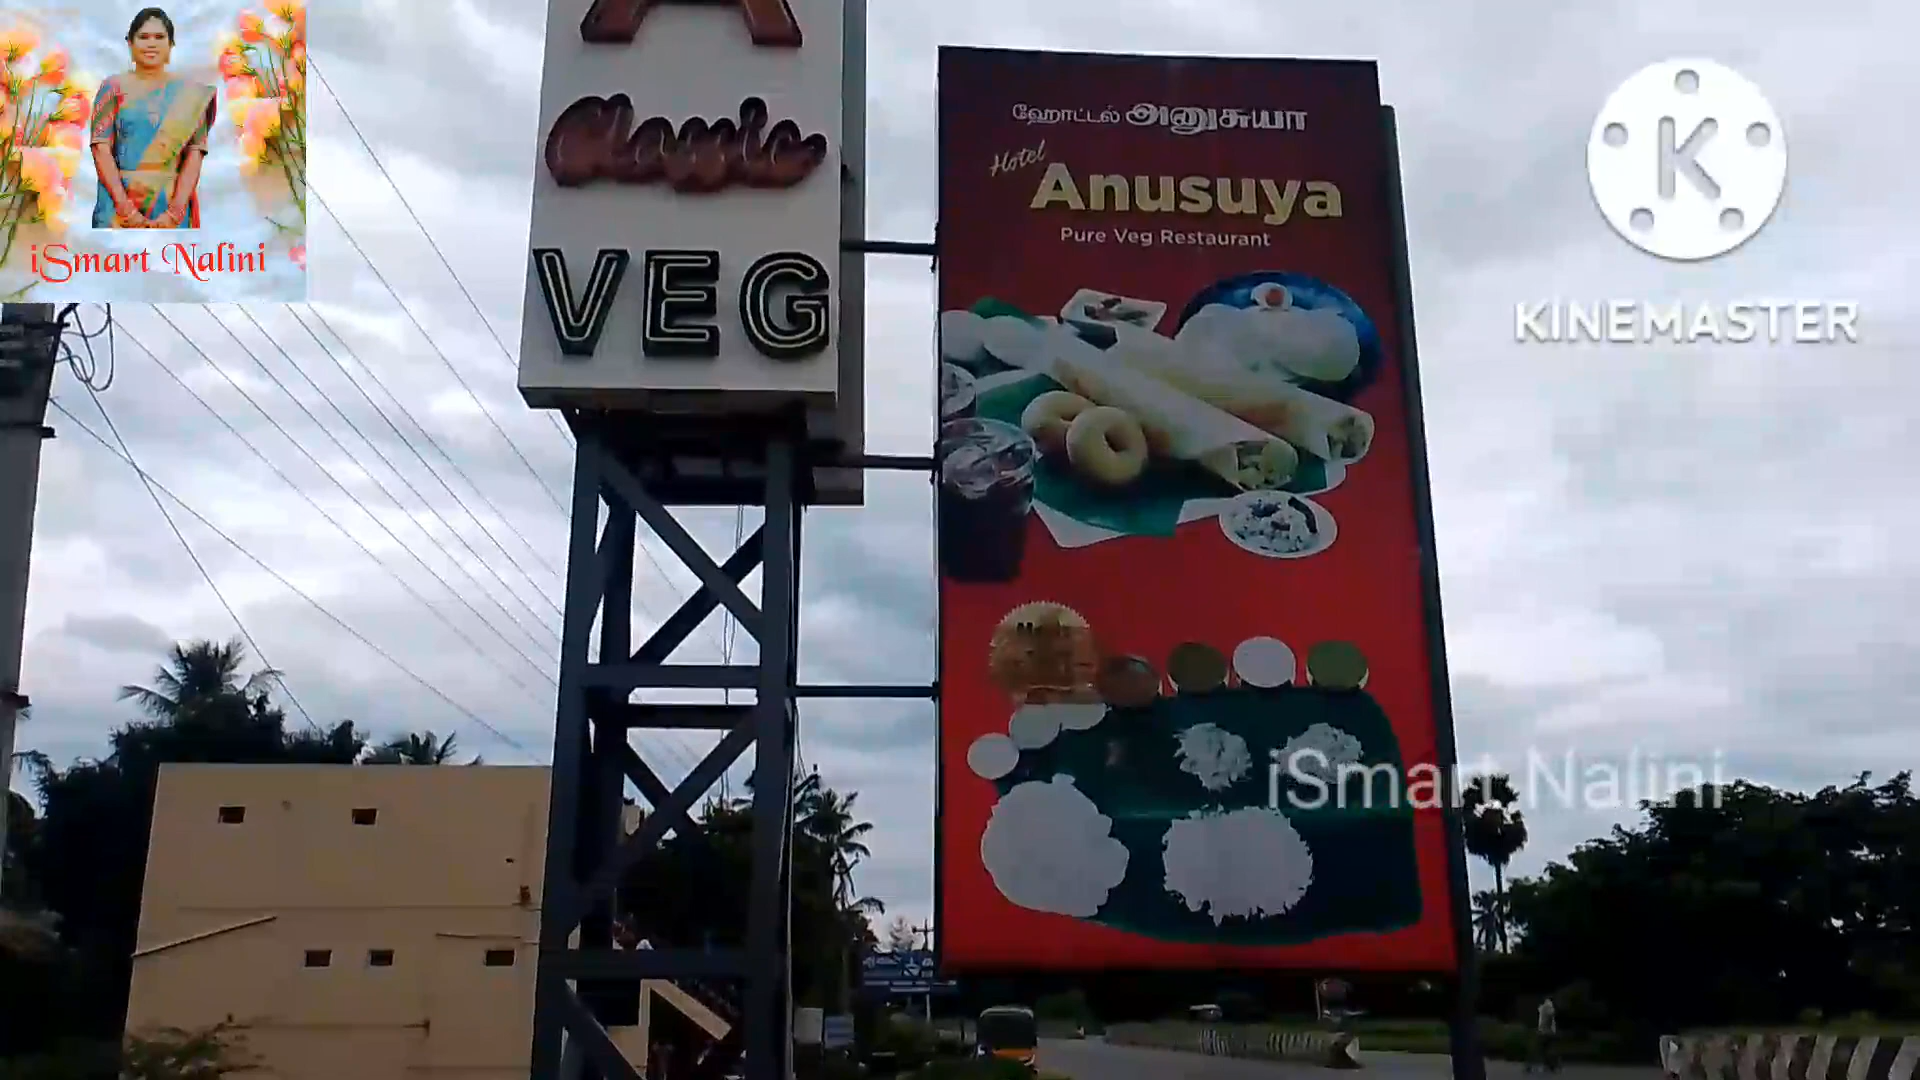 iSmart Nalini
A
Classic
VEG
ஹோட்டல் அனுசுயா
Hotel
Anusuya
Pure Veg Restaurant
K
KINEMASTER
iSmart Nalini